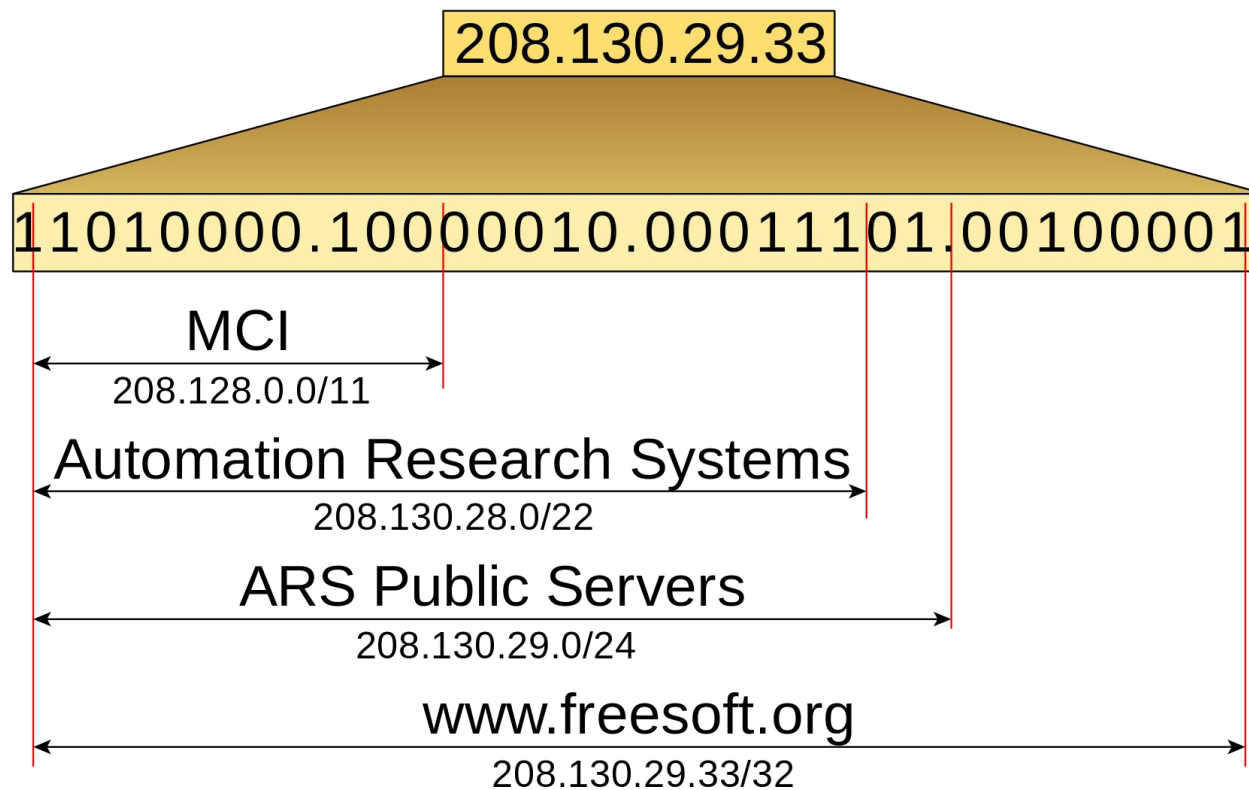 208.130.29.33
11010000.10000010.00011101.00100001
MCI
208.128.0.0/11
Automation Research Systems
208.130.28.0/22
ARS Public Servers
208.130.29.0/24
www.freesoft.org
208.130.29.33/32